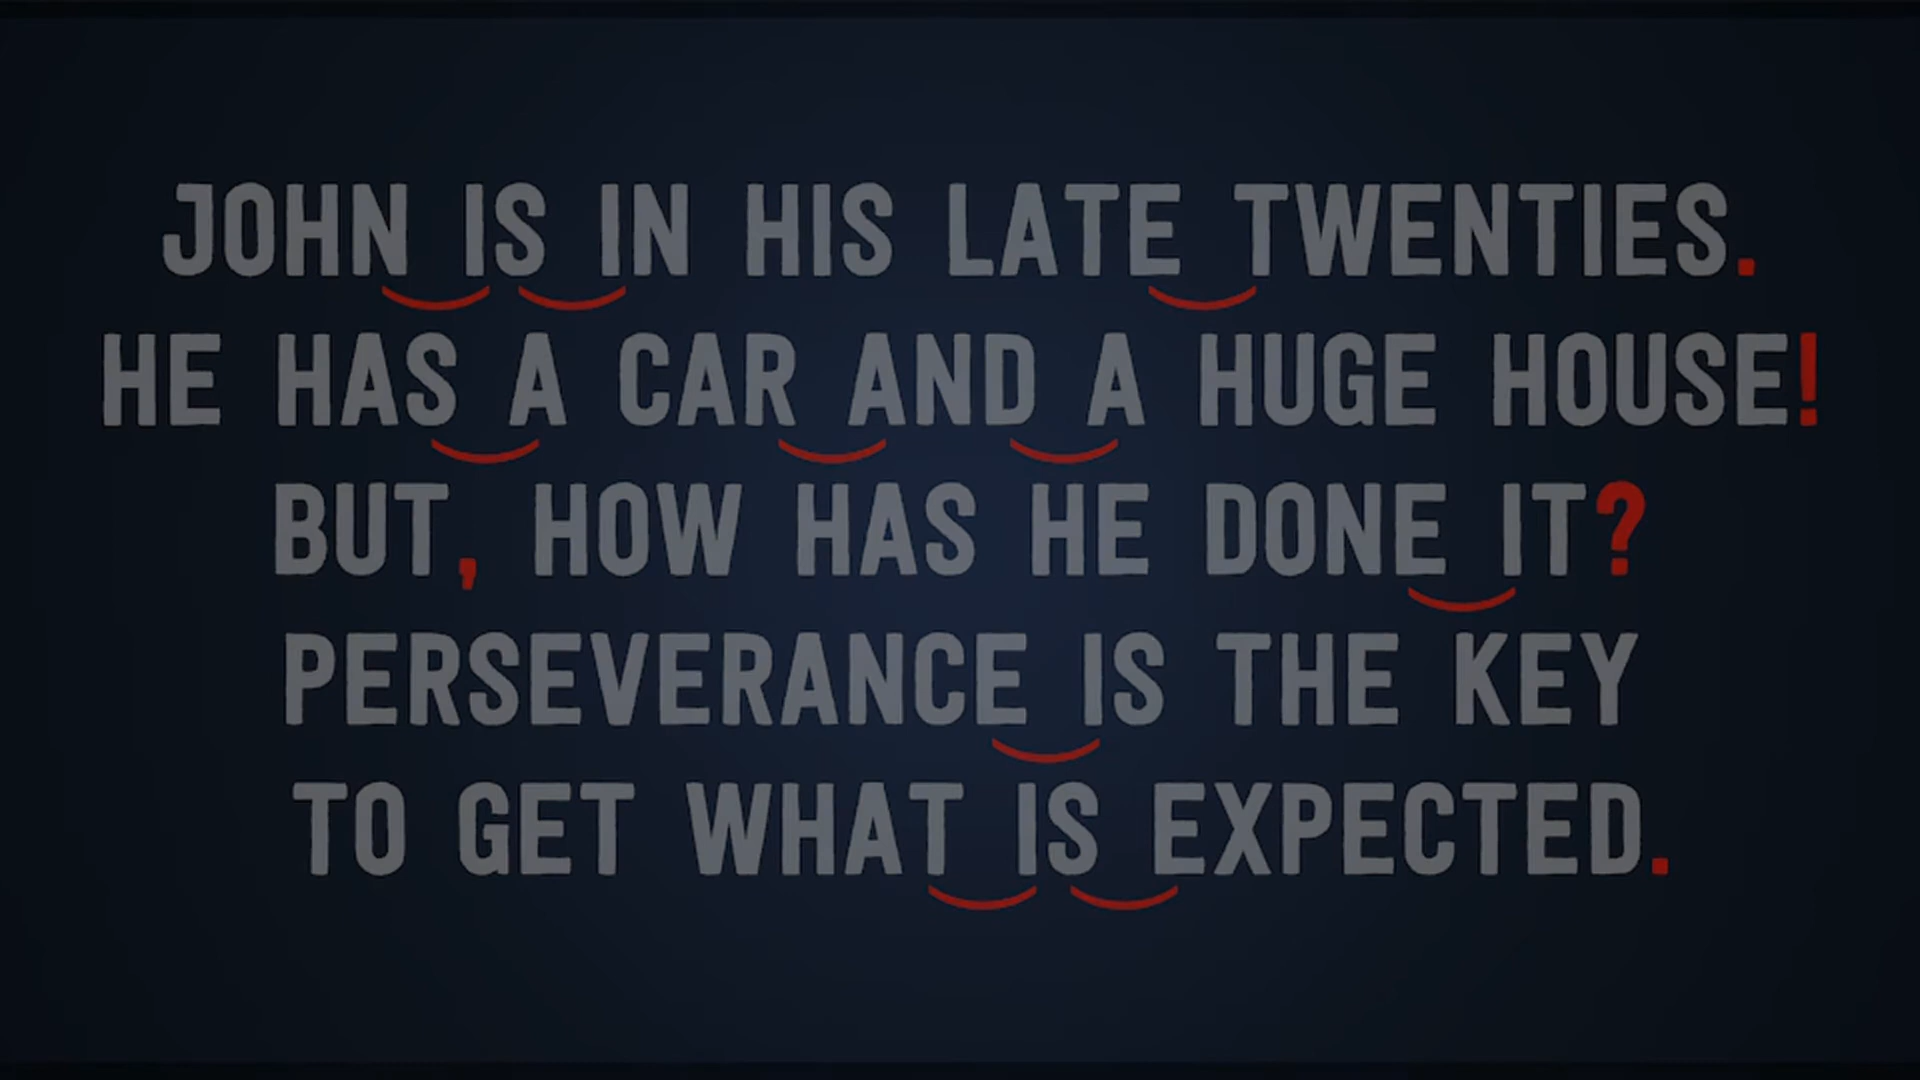 JOHN IS IN HIS LATE TWENTIES.
HE HAS A CAR AND A HUGE HOUSE!
BUT, HOW HAS HE DONE IT?
PERSEVERANCE IS THE KEY
TO GET WHAT IS EXPECTED.